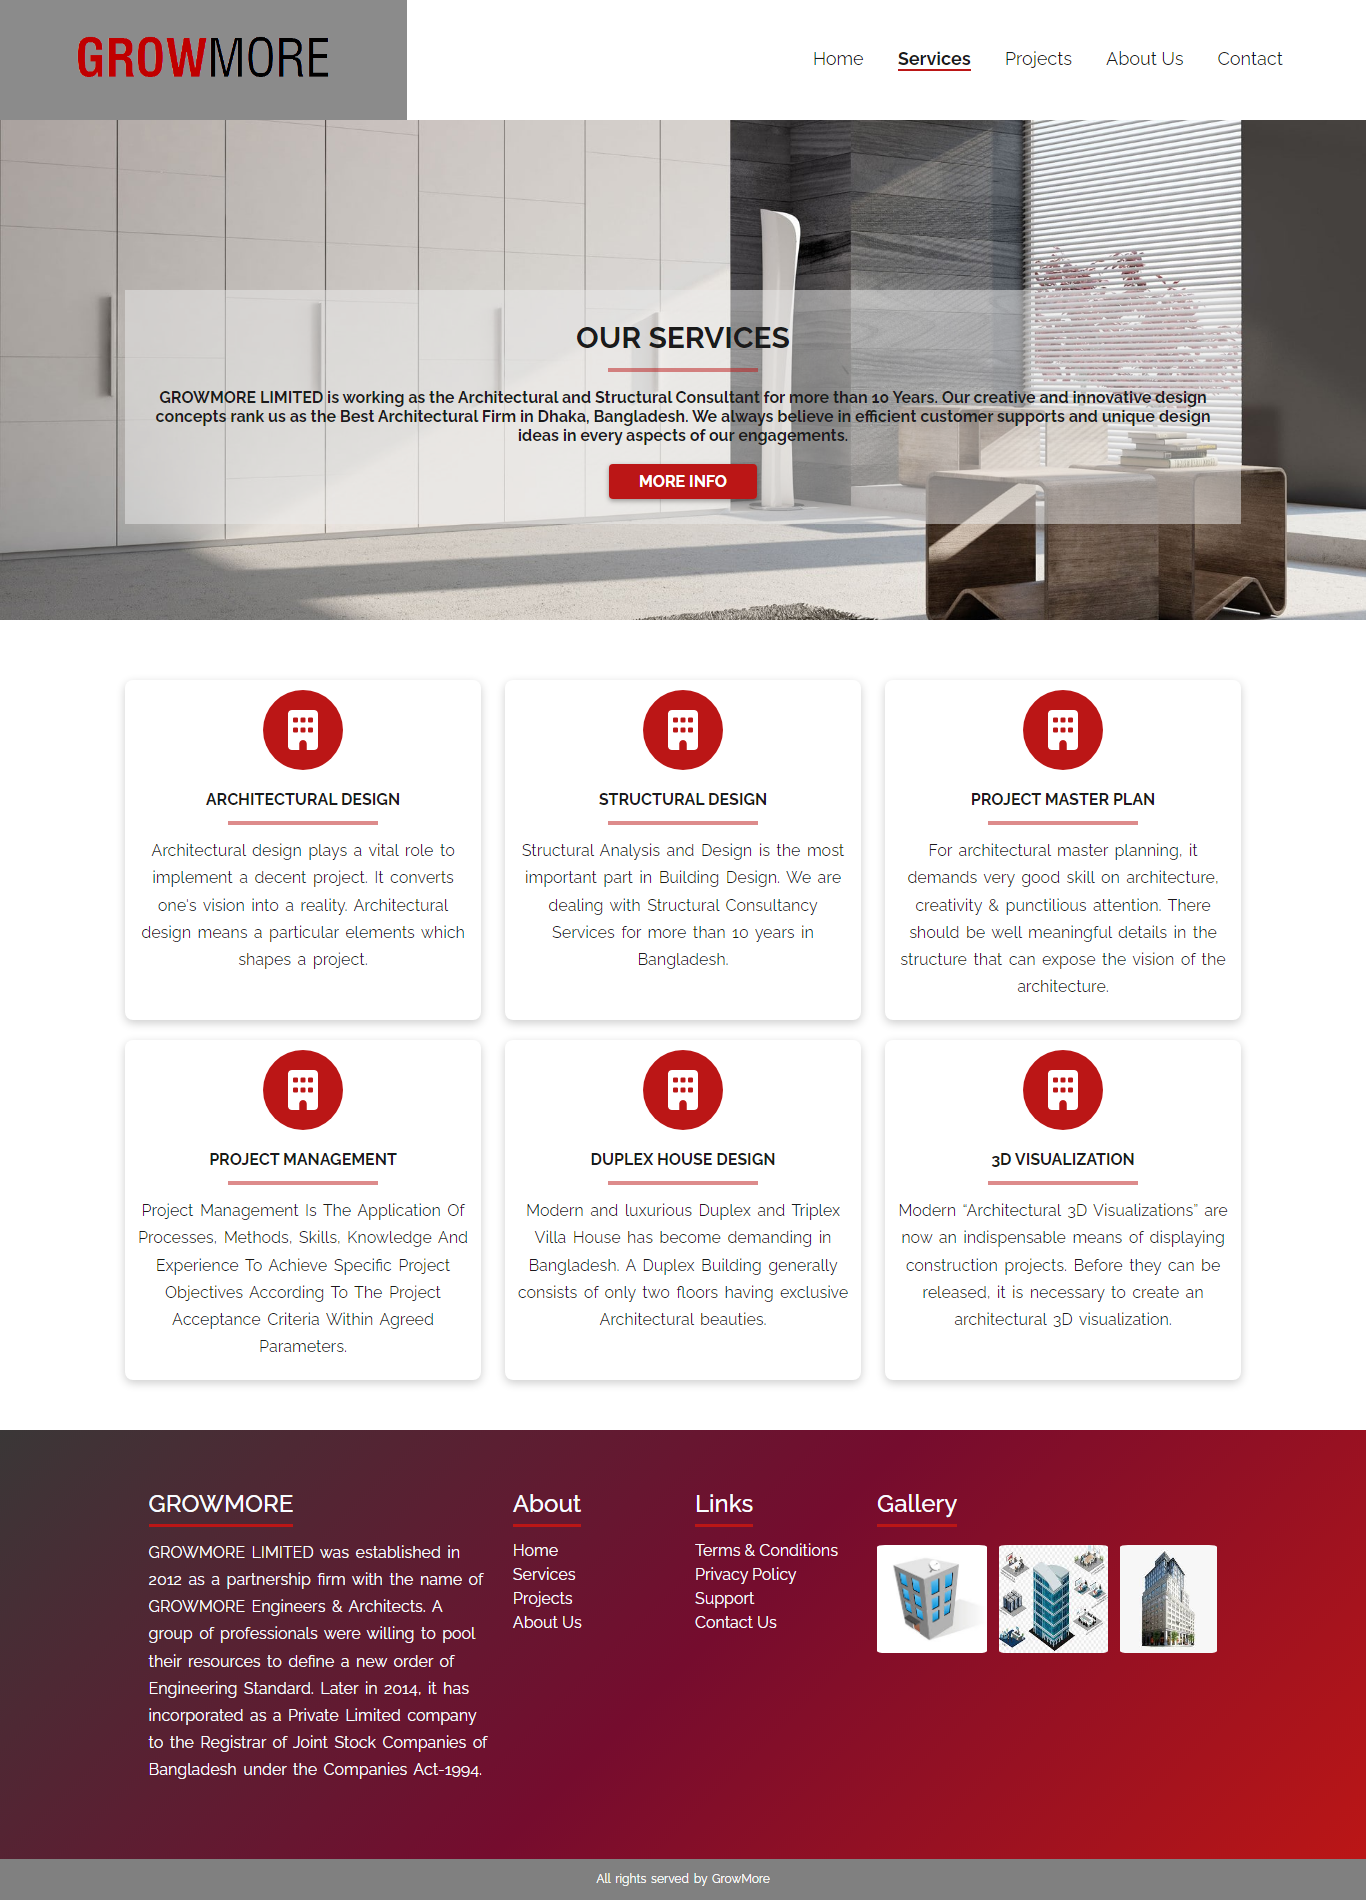 GROWMORE
Home Services Projects About Us Contact
OUR SERVICES
GROWMORE LIMITED is working as the Architectural and Structural Consultant for more than 10 Years. Our creative and innovative design
concepts rank us as the Best Architectural Firm in Dhaka, Bangladesh. We always believe in efficient customer supports and unique design
ideas in every aspects of our engagements.
MORE INFO
ARCHITECTURAL DESIGN
Architectural design plays a vital role to
implement a decent project. It converts
one's vision into a reality. Architectural
design means a particular elements which
shapes a project.
STRUCTURAL DESIGN
Structural Analysis and Design is the most
important part in Building Design. We are
dealing with Structural Consultancy
Services for more than 10 years in
Bangladesh.
PROJECT MASTER PLAN
For architectural master planning, it
demands very good skill on architecture,
creativity & punctilious attention. There
should be well meaningful details in the
structure that can expose the vision of the
architecture.
PROJECT MANAGEMENT
Project Management Is The Application Of
Processes, Methods, Skills, Knowledge And
Experience To Achieve Specific Project
Objectives According To The Project
Acceptance Criteria Within Agreed
Parameters.
DUPLEX HOUSE DESIGN
Modern and luxurious Duplex and Triplex
Villa House has become demanding in
Bangladesh. A Duplex Building generally
consists of only two floors having exclusive
Architectural beauties.
3D VISUALIZATION
Modern “Architectural 3D Visualizations” are
now an indispensable means of displaying
construction projects. Before they can be
released, it is necessary to create an
architectural 3D visualization.
GROWMORE
GROWMORE LIMITED was established in
2012 as a partnership firm with the name of
GROWMORE Engineers & Architects. A
group of professionals were willing to pool
their resources to define a new order of
Engineering Standard. Later in 2014, it has
incorporated as a Private Limited company
to the Registrar of Joint Stock Companies of
Bangladesh under the Companies Act-1994.
About
Home
Services
Projects
About Us
Links
Terms & Conditions
Privacy Policy
Support
Contact Us
Gallery
All rights served by GrowMore